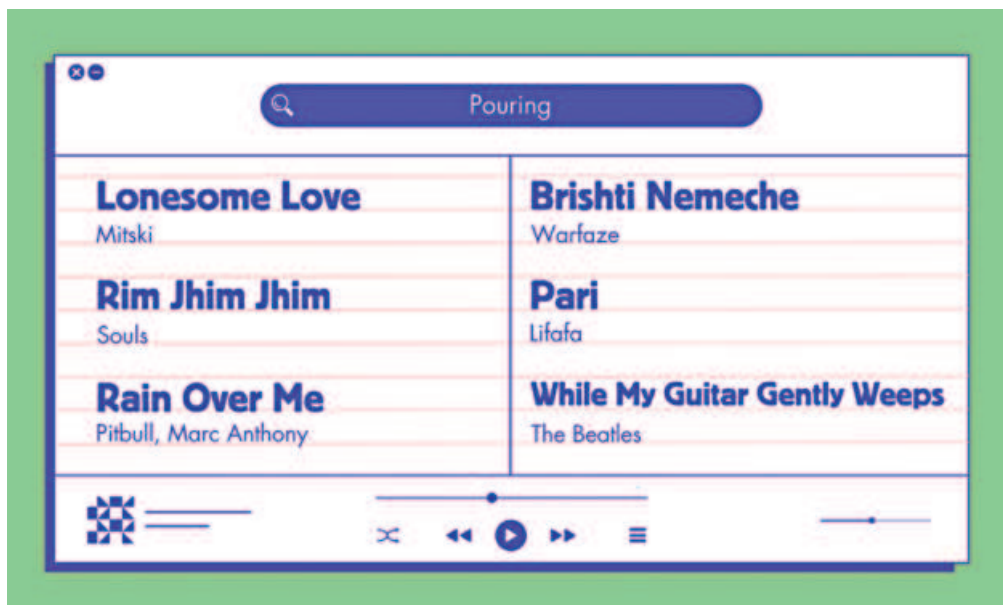 Pouring
Lonesome Love
Mitski
Rim Jhim Jhim
Souls
Rain Over Me
Pitbull, Marc Anthony
Brishti Nemeche
Warfaze
Pari
Lifafa
While My Guitar Gently Weeps
The Beatles